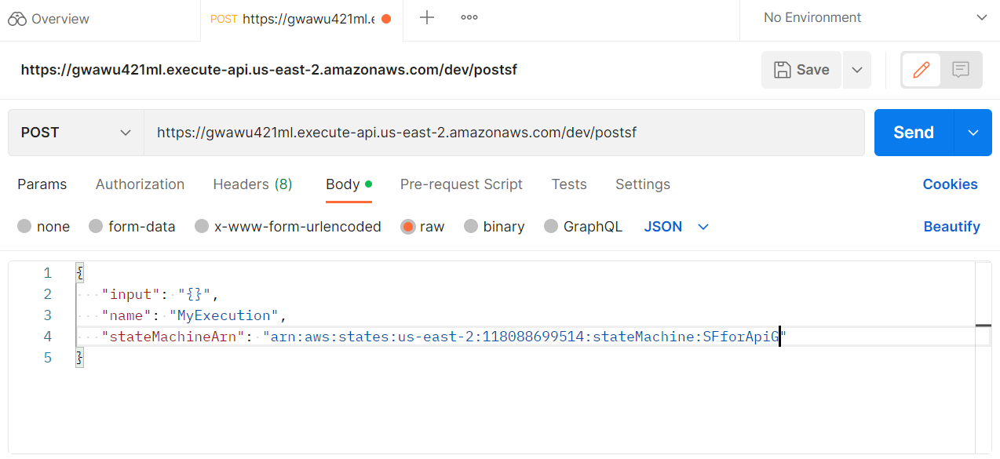 Overview
POST https://gwawu421ml.e
No Environment
https://gwawu421ml.execute-api.us-east-2.amazonaws.com/dev/postsf
Save
POST
https://gwawu421ml.execute-api.us-east-2.amazonaws.com/dev/postsf
Send
Params Authorization Headers (8) Body Pre-request Script Tests Settings Cookies
none form-data x-www-form-urlencoded raw binary GraphQL JSON Beautify
1 {
2 "input": "{}",
3 "name": "MyExecution",
4 "stateMachineArn": "arn:aws:states:us-east-2:118088699514:stateMachine:SFforApiG"
5 }